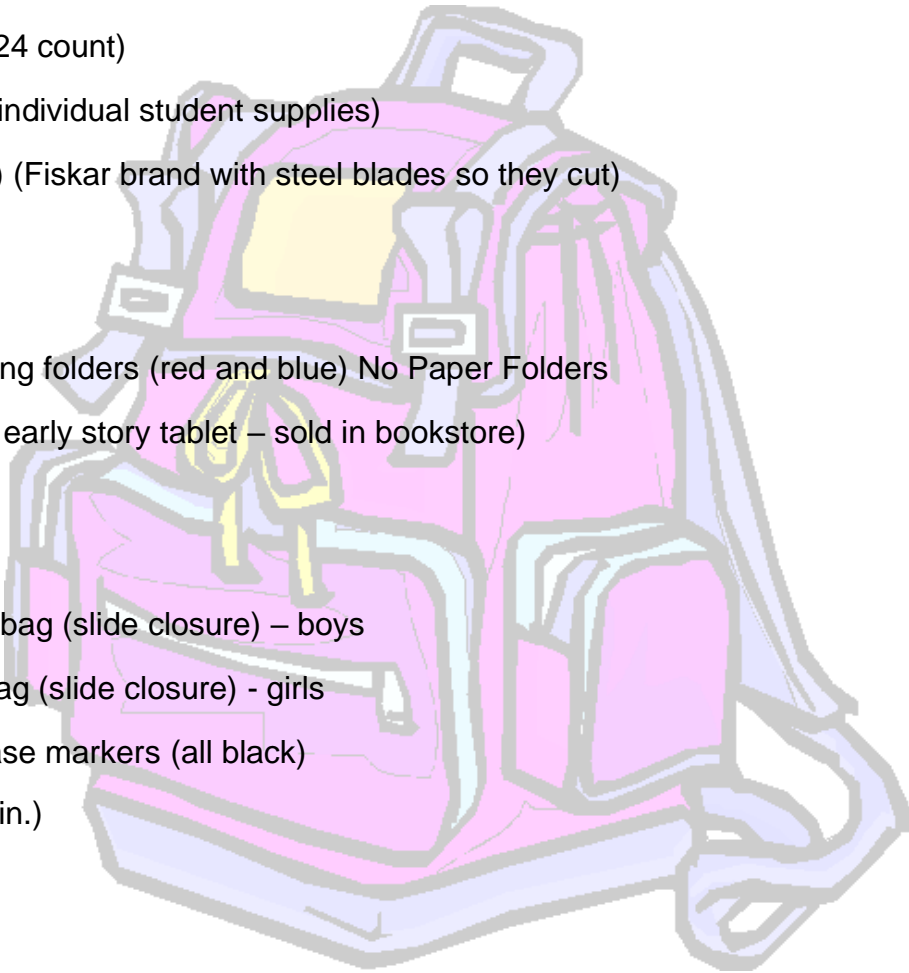 24 count)
individual student supplies)
) (Fiskar brand with steel blades so they cut)
ng folders (red and blue) No Paper Folders
early story tablet – sold in bookstore)
bag (slide closure) – boys
ag (slide closure) - girls
ase markers (all black)
in.)